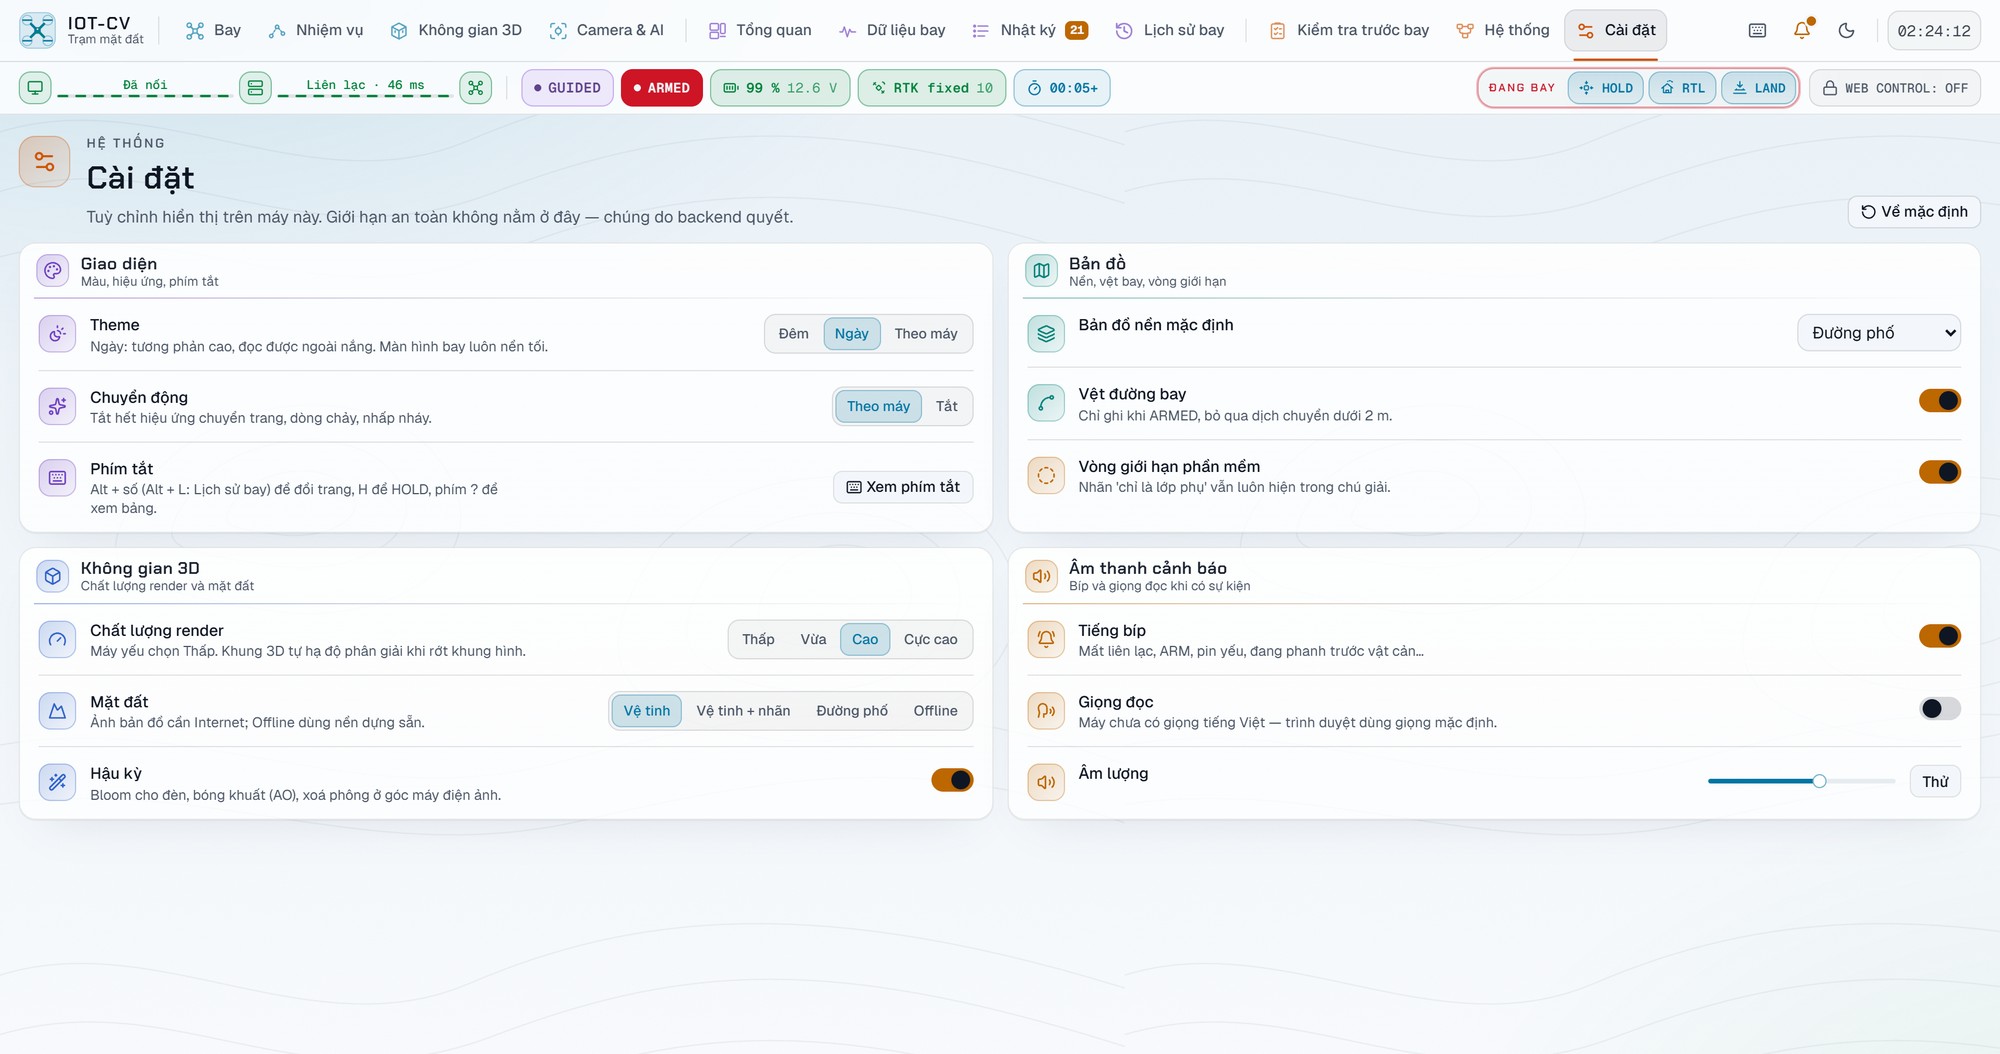 IOT-CV
Trạm mặt đất
Bay
Nhiệm vụ
Không gian 3D
Camera & AI
Tổng quan
Dữ liệu bay
Nhật ký 21
Lịch sử bay
Kiểm tra trước bay
Hệ thống
Cài đặt
02:24:12
Đã nối
Liên lạc · 46 ms
GUIDED
ARMED
99 % 12.6 V
RTK fixed 10
00:05+
ĐANG BAY
HOLD
RTL
LAND
WEB CONTROL: OFF
HỆ THỐNG
Cài đặt
Tuỳ chỉnh hiển thị trên máy này. Giới hạn an toàn không nằm ở đây — chúng do backend quyết.
Về mặc định
Giao diện
Màu, hiệu ứng, phím tắt
Theme
Ngày: tương phản cao, đọc được ngoài nắng. Màn hình bay luôn nền tối.
Đêm
Ngày
Theo máy
Chuyển động
Tắt hết hiệu ứng chuyển trang, dòng chảy, nhấp nháy.
Theo máy
Tắt
Phím tắt
Alt + số (Alt + L: Lịch sử bay) để đổi trang, H để HOLD, phím ? để
xem bảng.
Xem phím tắt
Bản đồ
Nền, vệt bay, vòng giới hạn
Bản đồ nền mặc định
Đường phố
Vệt đường bay
Chỉ ghi khi ARMED, bỏ qua dịch chuyển dưới 2 m.
Vòng giới hạn phần mềm
Nhãn 'chỉ là lớp phụ' vẫn luôn hiện trong chú giải.
Không gian 3D
Chất lượng render và mặt đất
Chất lượng render
Máy yếu chọn Thấp. Khung 3D tự hạ độ phân giải khi rớt khung hình.
Thấp
Vừa
Cao
Cực cao
Mặt đất
Ảnh bản đồ cần Internet; Offline dùng nền dựng sẵn.
Vệ tinh
Vệ tinh + nhãn
Đường phố
Offline
Hậu kỳ
Bloom cho đèn, bóng khuất (AO), xoá phông ở góc máy điện ảnh.
Âm thanh cảnh báo
Bíp và giọng đọc khi có sự kiện
Tiếng bíp
Mất liên lạc, ARM, pin yếu, đang phanh trước vật cản…
Giọng đọc
Máy chưa có giọng tiếng Việt — trình duyệt dùng giọng mặc định.
Âm lượng
Thử